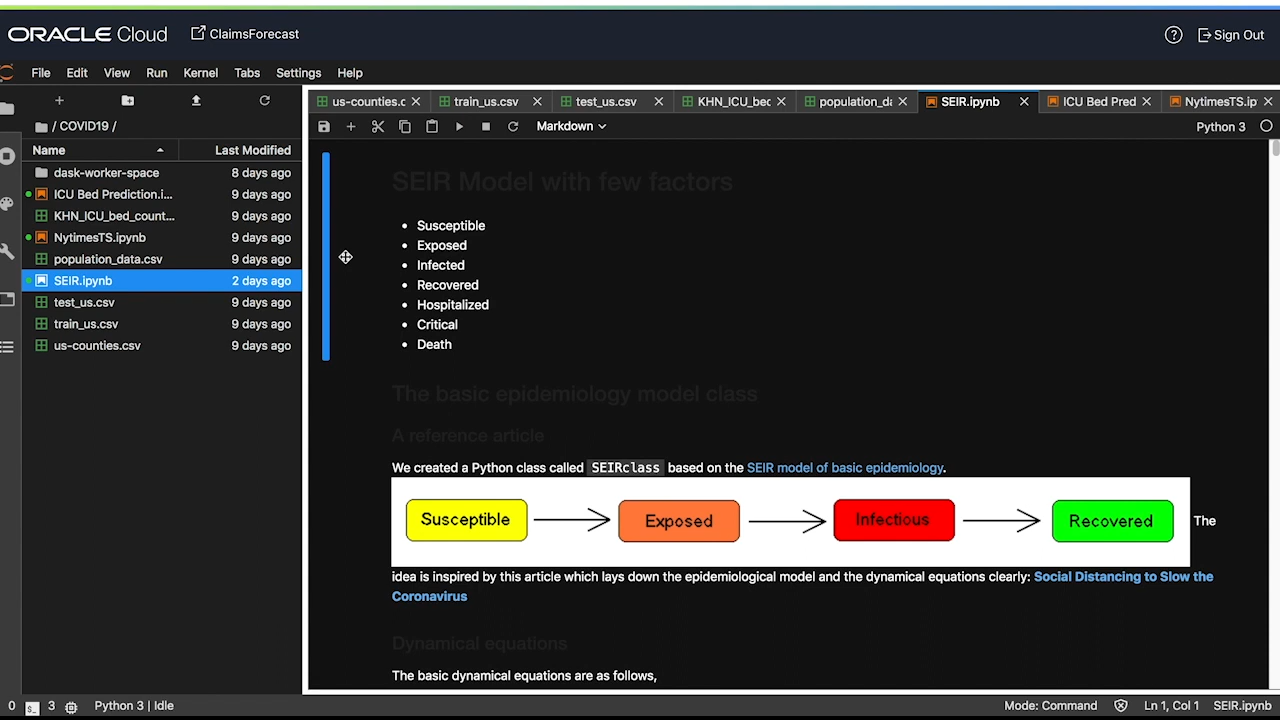 ORACLE Cloud ClaimsForecast Sign Out
File Edit View Run Kernel Tabs Settings Help
us-counties.c train_us.csv test_us.csv KHN_ICU_bec population_da SEIR.ipynb ICU Bed Pred NytimesTS.ip
/ COVID19 /
Markdown Python 3
Name Last Modified
dask-worker-space 8 days ago
ICU Bed Prediction.i... 9 days ago
KHN_ICU_bed_count... 9 days ago
NytimesTS.ipynb 9 days ago
population_data.csv 9 days ago
SEIR.ipynb 2 days ago
test_us.csv 9 days ago
train_us.csv 9 days ago
us-counties.csv 9 days ago
SEIR Model with few factors
Susceptible
Exposed
Infected
Recovered
Hospitalized
Critical
Death
The basic epidemiology model class
A reference article
We created a Python class called SEIRclass based on the SEIR model of basic epidemiology.
Susceptible Exposed Infectious Recovered The
idea is inspired by this article which lays down the epidemiological model and the dynamical equations clearly: Social Distancing to Slow the
Coronavirus
Dynamical equations
The basic dynamical equations are as follows,
0 3 Python 3 | Idle Mode: Command Ln 1, Col 1 SEIR.ipynb